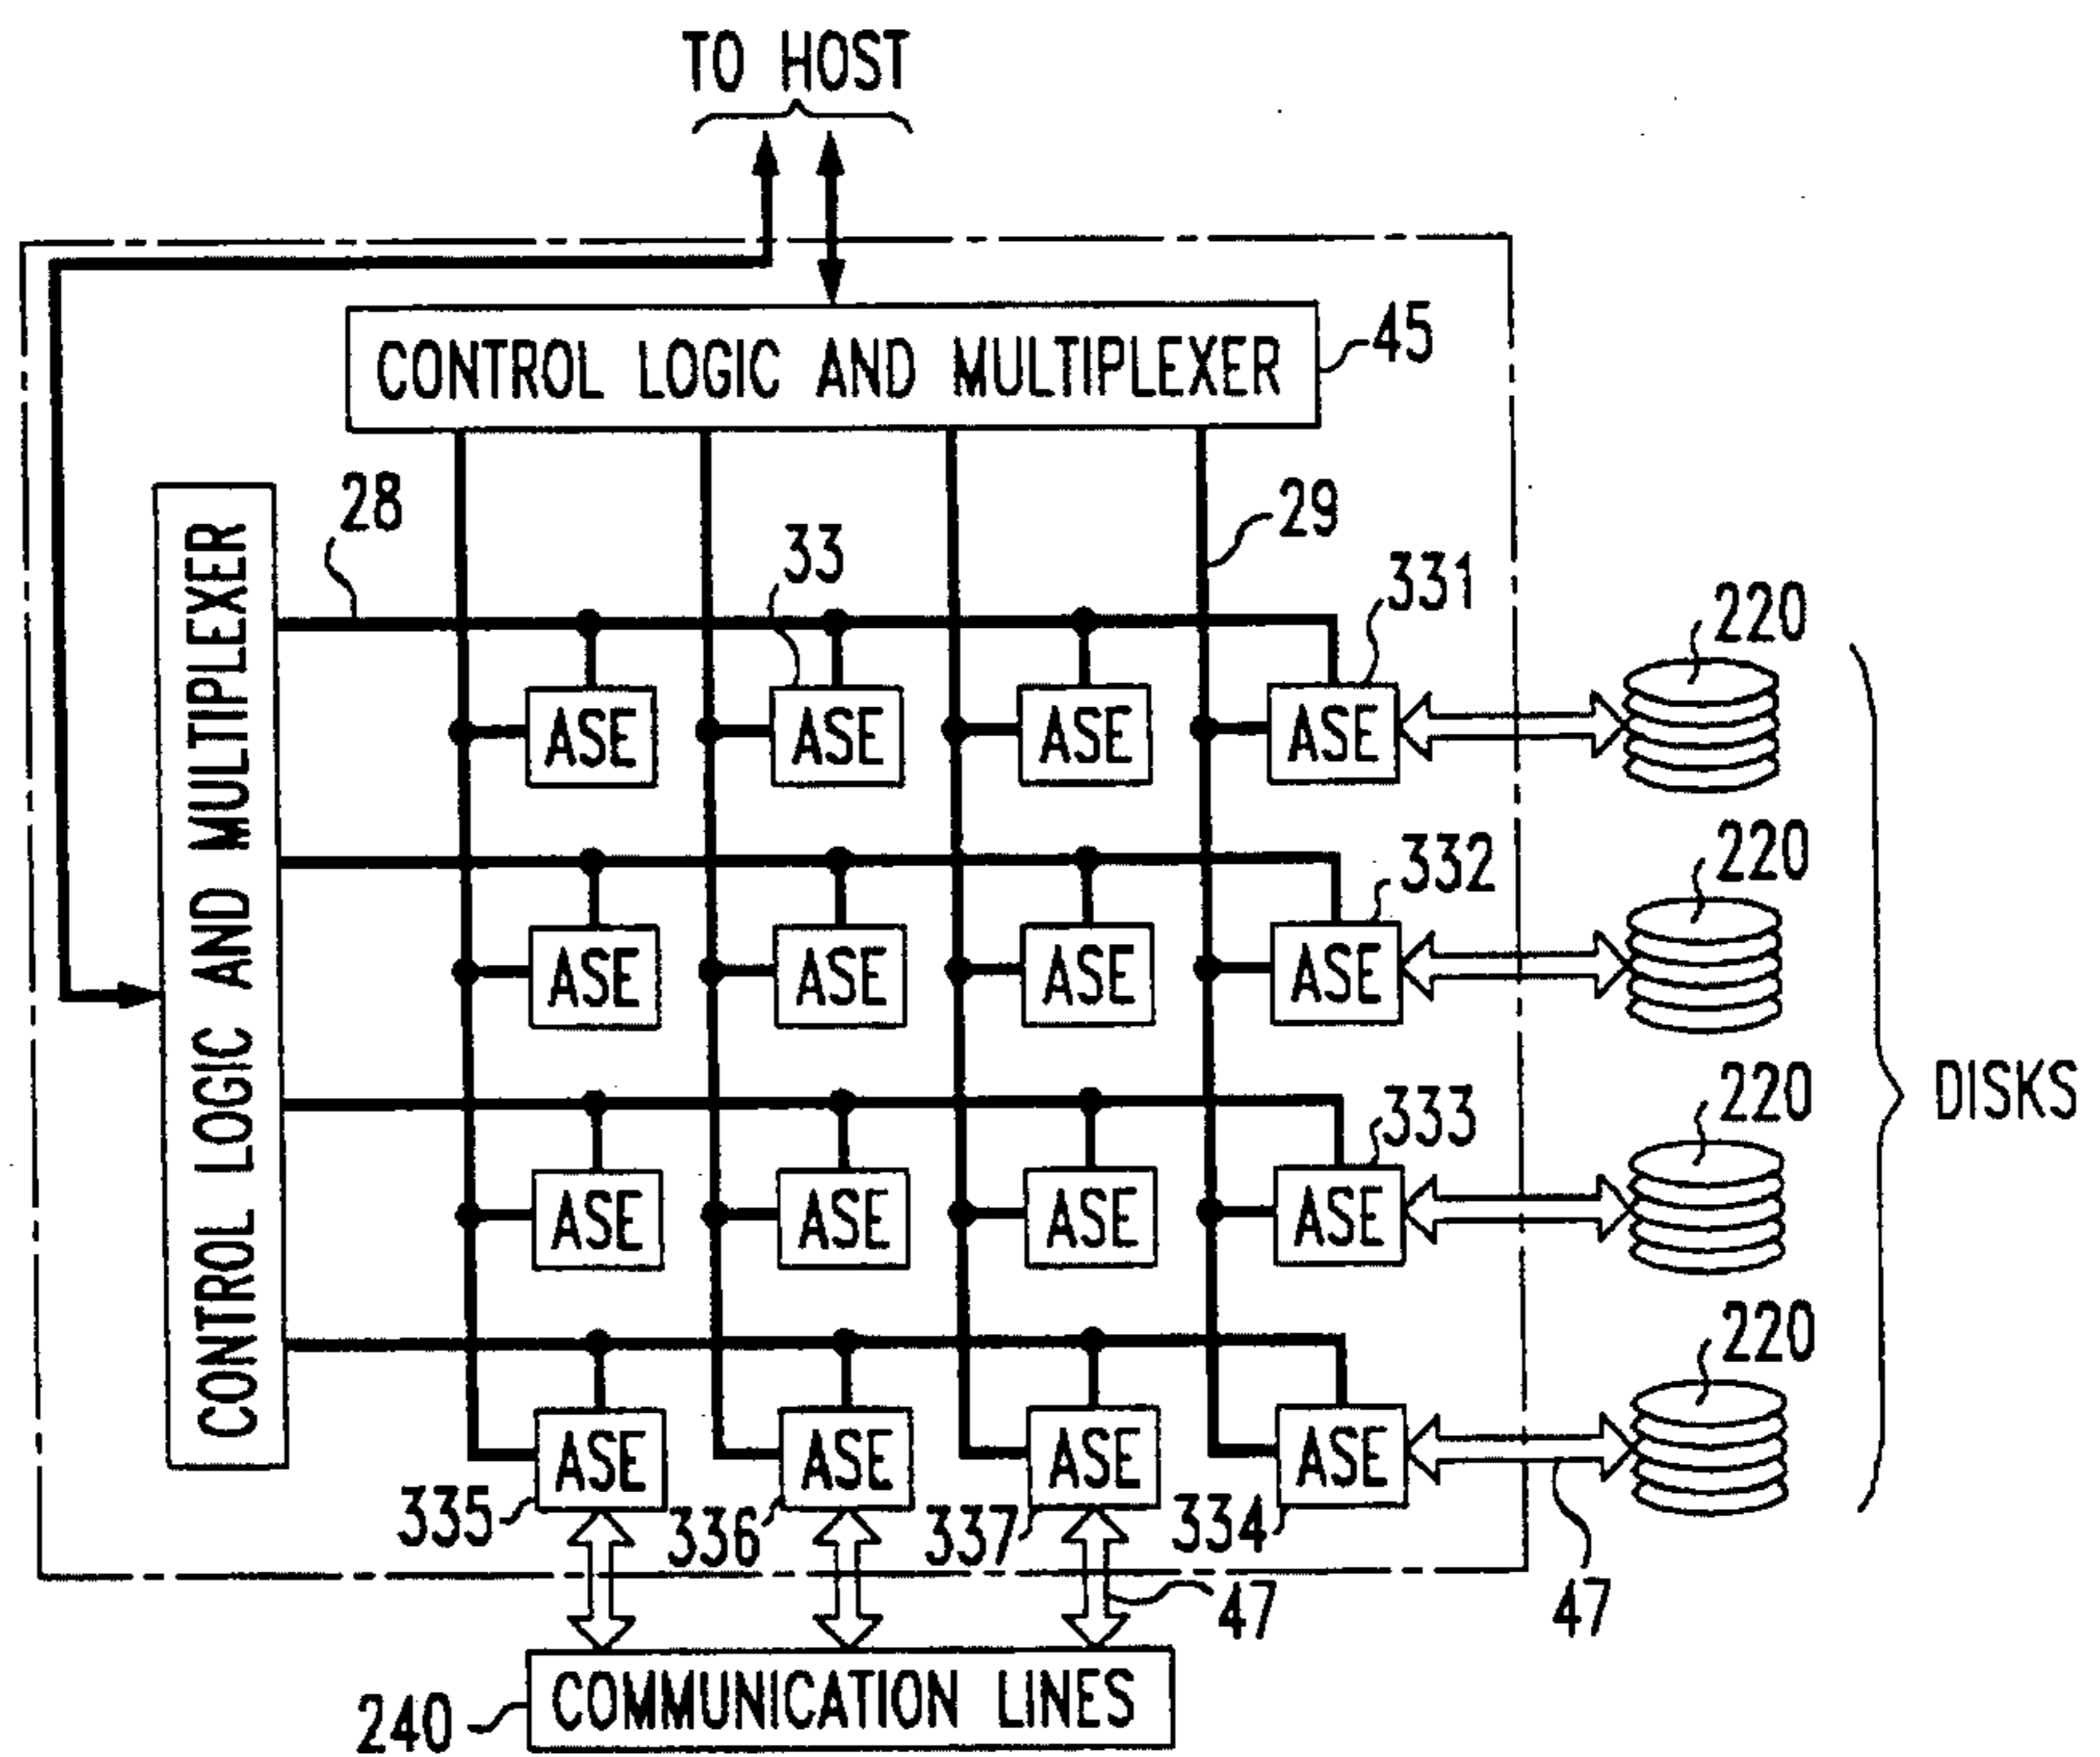 TO HOST
CONTROL LOGIC AND MULTIPLEXER
45
CONTROL LOGIC AND MULTIPLEXER
28
33
29
331
220
ASE
ASE
ASE
ASE
332
220
ASE
ASE
ASE
ASE
333
220
ASE
ASE
ASE
ASE
DISKS
220
ASE
ASE
ASE
ASE
335
336
337
334
47
47
240
COMMUNICATION LINES